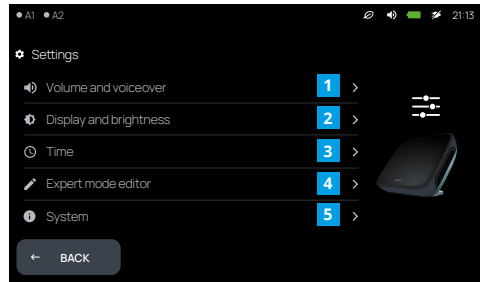 A1 A2 21:13
Settings
Volume and voiceover 1
Display and brightness 2
Time 3
Expert mode editor 4
System 5
BACK